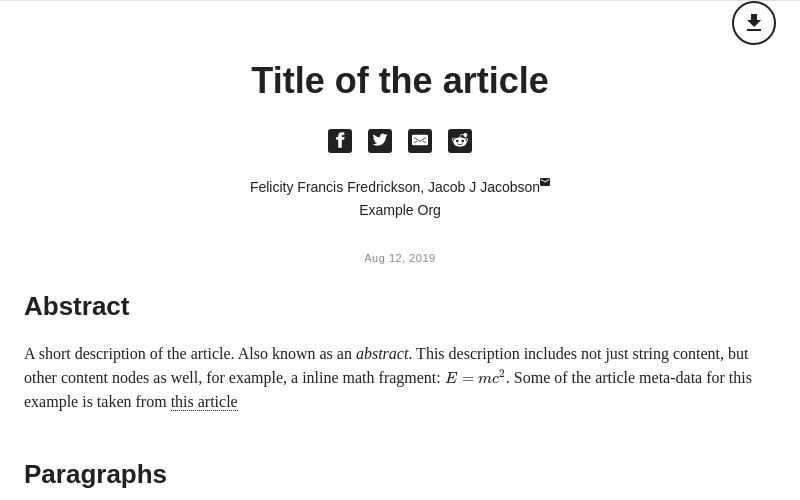 Title of the article
Felicity Francis Fredrickson, Jacob J Jacobson
Example Org
Aug 12, 2019
Abstract
A short description of the article. Also known as an abstract. This description includes not just string content, but
other content nodes as well, for example, a inline math fragment: E = mc². Some of the article meta-data for this
example is taken from this article
Paragraphs